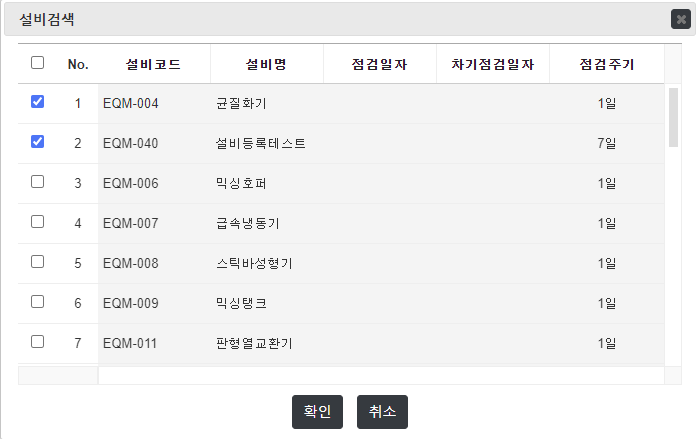 설비검색
No. 설비코드 설비명 점검일자 차기점검일자 점검주기
1 EQM-004 균질화기 1일
2 EQM-040 설비등록테스트 7일
3 EQM-006 믹싱호퍼 1일
4 EQM-007 급속냉동기 1일
5 EQM-008 스틱바성형기 1일
6 EQM-009 믹싱탱크 1일
7 EQM-011 판형열교환기 1일
확인 취소